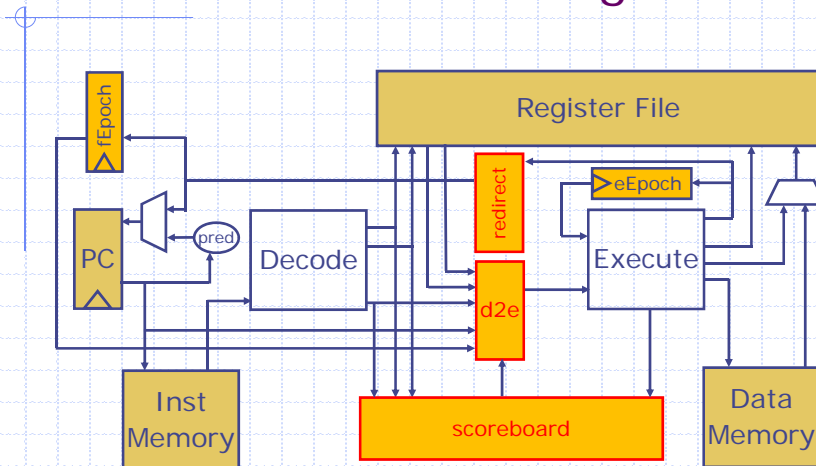 g
Register File
fEpoch
redirect
eEpoch
PC
pred
Decode
Execute
d2e
Inst
Memory
scoreboard
Data
Memory